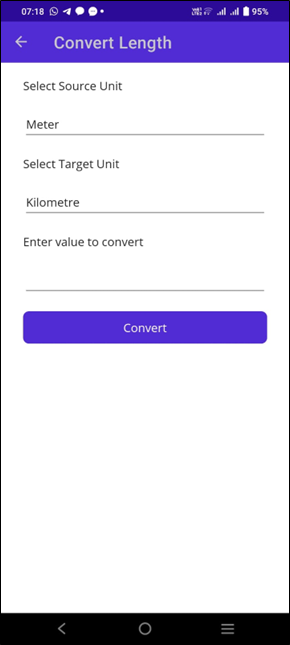 07:18 95%
Convert Length
Select Source Unit
Meter
Select Target Unit
Kilometre
Enter value to convert
Convert